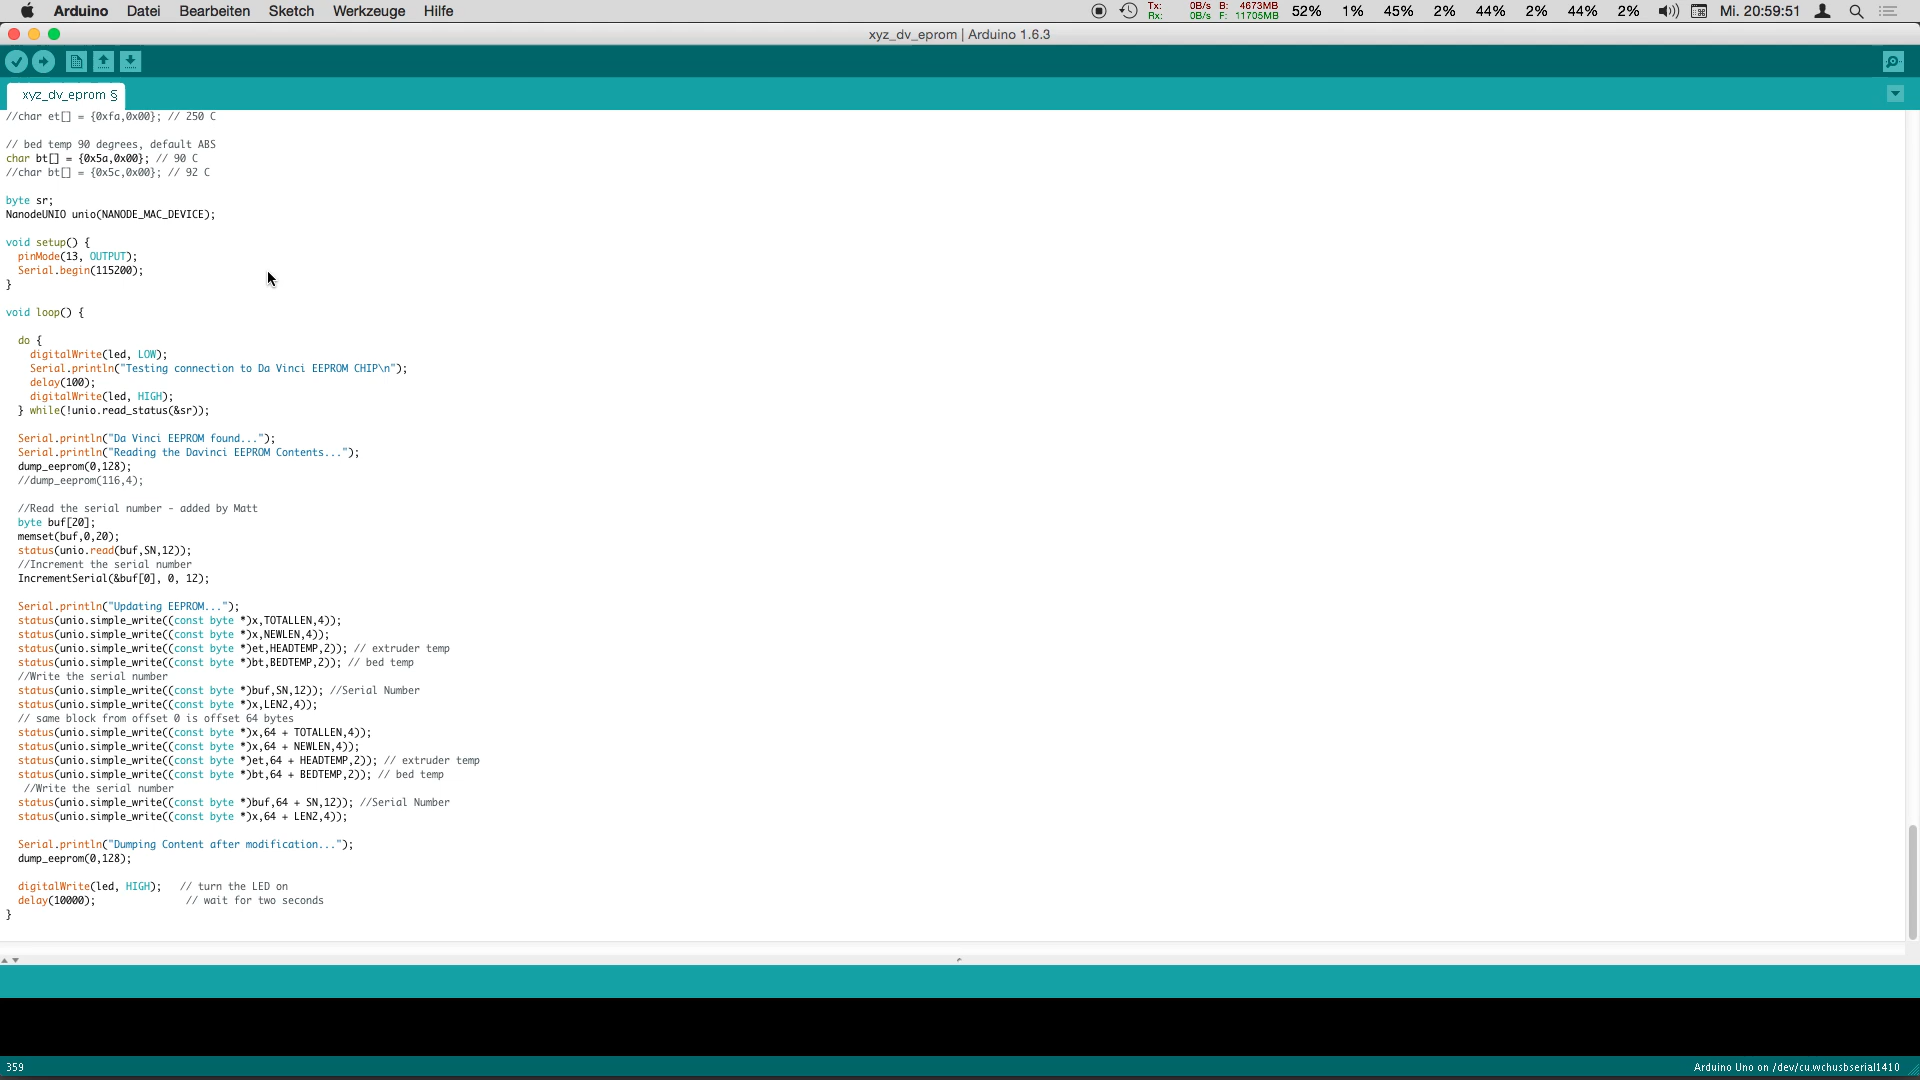 Arduino Datei Bearbeiten Sketch Werkzeuge Hilfe Tx: 0B/s B: 4673MB 52% 1% 45% 2% 44% 2% 44% 2% Mi. 20:59:51
Rx: 0B/s F: 11705MB
xyz_dv_eprom | Arduino 1.6.3
xyz_dv_eprom §
//char et[] = {0xfa,0x00}; // 250 C
// bed temp 90 degrees, default ABS
char bt[] = {0x5a,0x00}; // 90 C
//char bt[] = {0x5c,0x00}; // 92 C
byte sr;
NanodeUNIO unio(NANODE_MAC_DEVICE);
void setup() {
pinMode(13, OUTPUT);
Serial.begin(115200);
}
void loop() {
do {
digitalWrite(led, LOW);
Serial.println("Testing connection to Da Vinci EEPROM CHIP\n");
delay(100);
digitalWrite(led, HIGH);
} while(!unio.read_status(&sr));
Serial.println("Da Vinci EEPROM found...");
Serial.println("Reading the Davinci EEPROM Contents...");
dump_eeprom(0,128);
//dump_eeprom(116,4);
//Read the serial number - added by Matt
byte buf[20];
memset(buf,0,20);
status(unio.read(buf,SN,12));
//Increment the serial number
IncrementSerial(&buf[0], 0, 12);
Serial.println("Updating EEPROM...");
status(unio.simple_write((const byte *)x,TOTALLEN,4));
status(unio.simple_write((const byte *)x,NEWLEN,4));
status(unio.simple_write((const byte *)et,HEADTEMP,2)); // extruder temp
status(unio.simple_write((const byte *)bt,BEDTEMP,2)); // bed temp
//Write the serial number
status(unio.simple_write((const byte *)buf,SN,12)); //Serial Number
status(unio.simple_write((const byte *)x,LEN2,4));
// same block from offset 0 is offset 64 bytes
status(unio.simple_write((const byte *)x,64 + TOTALLEN,4));
status(unio.simple_write((const byte *)x,64 + NEWLEN,4));
status(unio.simple_write((const byte *)et,64 + HEADTEMP,2)); // extruder temp
status(unio.simple_write((const byte *)bt,64 + BEDTEMP,2)); // bed temp
//Write the serial number
status(unio.simple_write((const byte *)buf,64 + SN,12)); //Serial Number
status(unio.simple_write((const byte *)x,64 + LEN2,4));
Serial.println("Dumping Content after modification...");
dump_eeprom(0,128);
digitalWrite(led, HIGH); // turn the LED on
delay(10000); // wait for two seconds
}
359 Arduino Uno on /dev/cu.wchusbserial1410